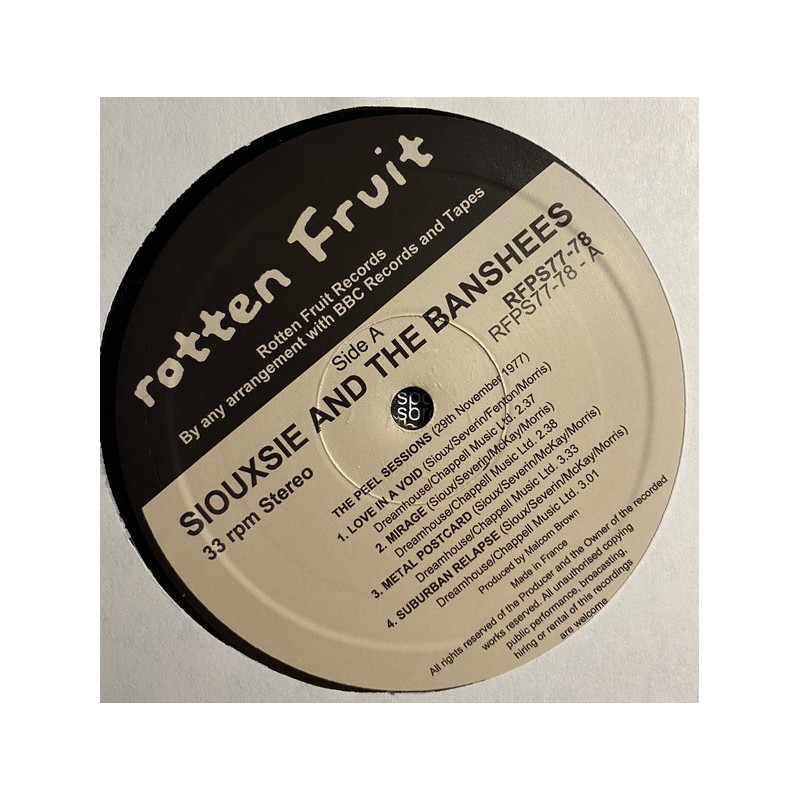 rotten Fruit
Rotten Fruit Records
By any arrangement with BBC Records and Tapes
Side A
SIOUXSIE AND THE BANSHEES
33 rpm Stereo
RFPS77-78
RFPS77-78 - A
THE PEEL SESSIONS (29th November 1977)
1. LOVE IN A VOID (Sioux/Severin/Fenton/Morris)
Dreamhouse/Chappell Music Ltd. 2.37
2. MIRAGE (Sioux/Severin/McKay/Morris)
Dreamhouse/Chappell Music Ltd. 2.38
3. METAL POSTCARD (Sioux/Severin/McKay/Morris)
Dreamhouse/Chappell Music Ltd. 3.33
4. SUBURBAN RELAPSE (Sioux/Severin/McKay/Morris)
Dreamhouse/Chappell Music Ltd. 3.01
Produced by Malcom Brown
Made in France
All rights reserved of the Producer and the Owner of the recorded
works reserved. All unauthorised copying
public performance, broadcasting,
hiring or rental of this recordings
are welcome